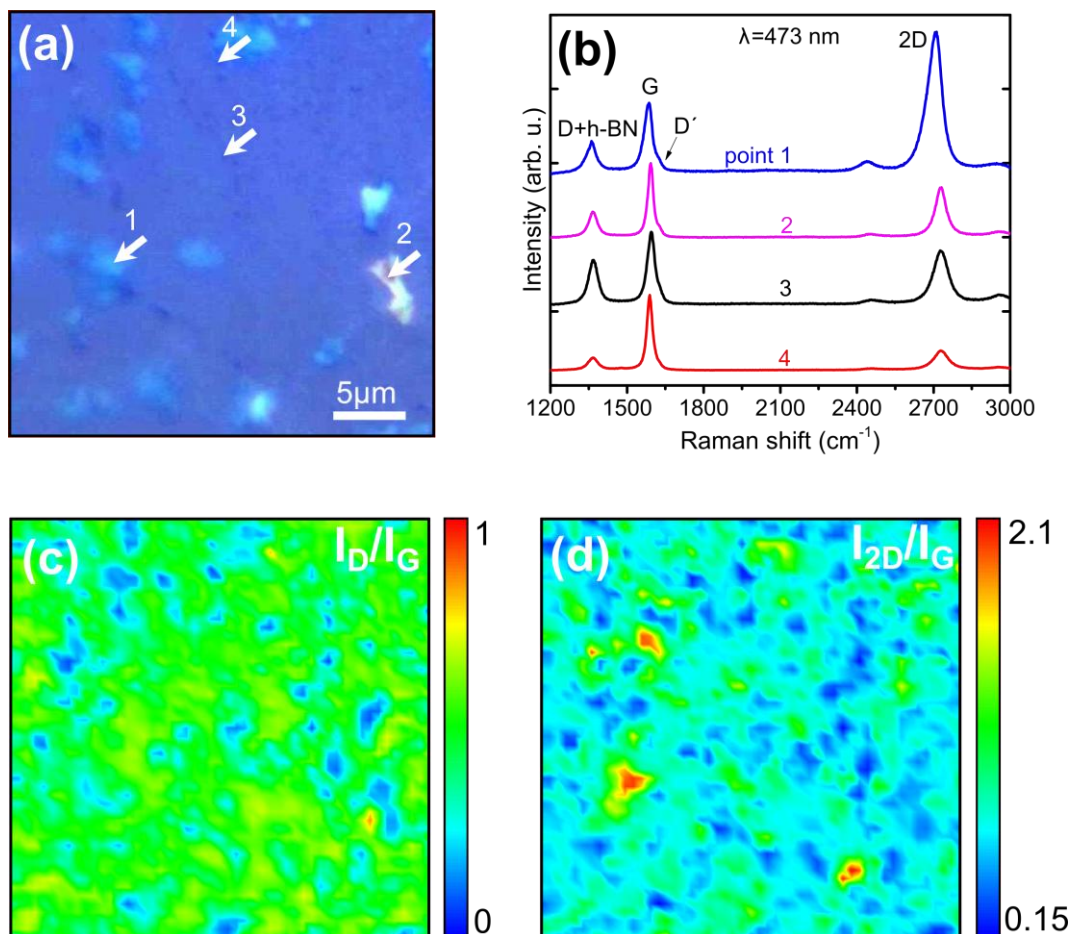 (a)
4
3
1
2
5μm
(b)
λ=473 nm
2D
G
D+h-BN
D´
point 1
2
3
4
Intensity (arb. u.)
1200 1500 1800 2100 2400 2700 3000
Raman shift (cm⁻¹)
(c)
I_D/I_G
1
0
(d)
I_2D/I_G
2.1
0.15